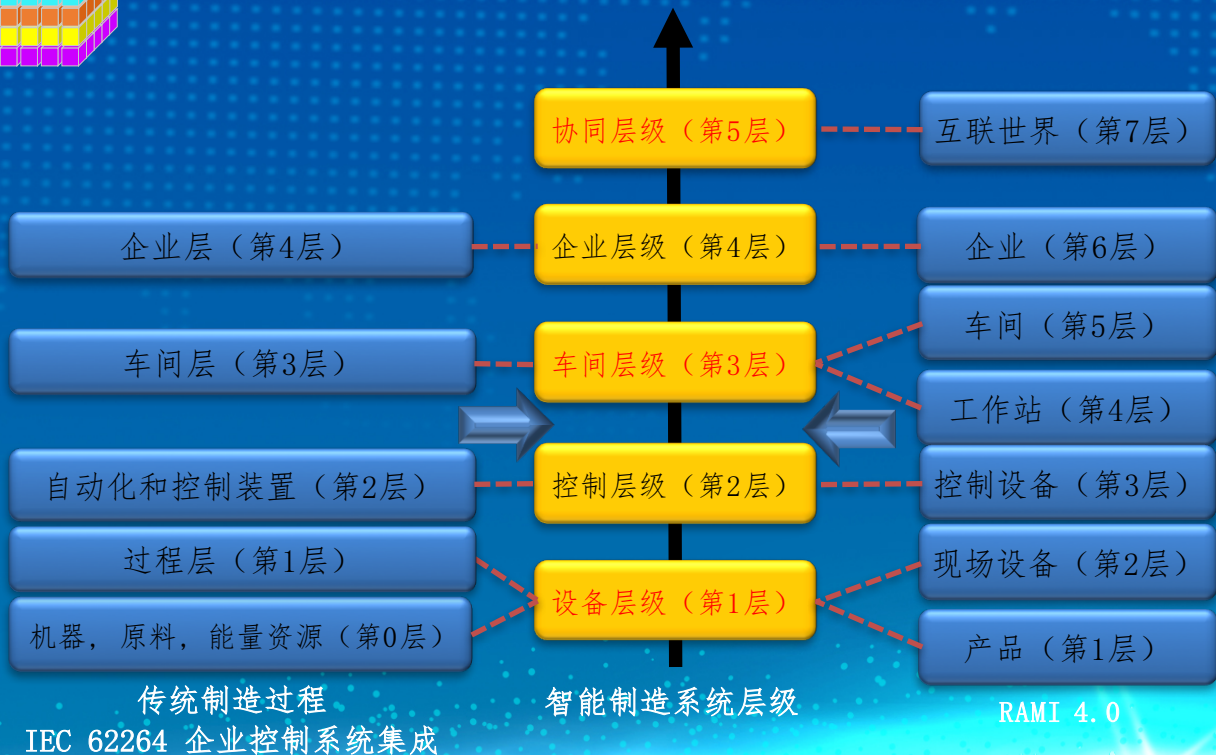 协同层级（第5层）
互联世界（第7层）
企业层（第4层）
企业层级（第4层）
企业（第6层）
车间（第5层）
车间层（第3层）
车间层级（第3层）
工作站（第4层）
自动化和控制装置（第2层）
控制层级（第2层）
控制设备（第3层）
过程层（第1层）
现场设备（第2层）
设备层级（第1层）
机器，原料，能量资源（第0层）
产品（第1层）
传统制造过程
智能制造系统层级
RAMI 4.0
IEC 62264 企业控制系统集成